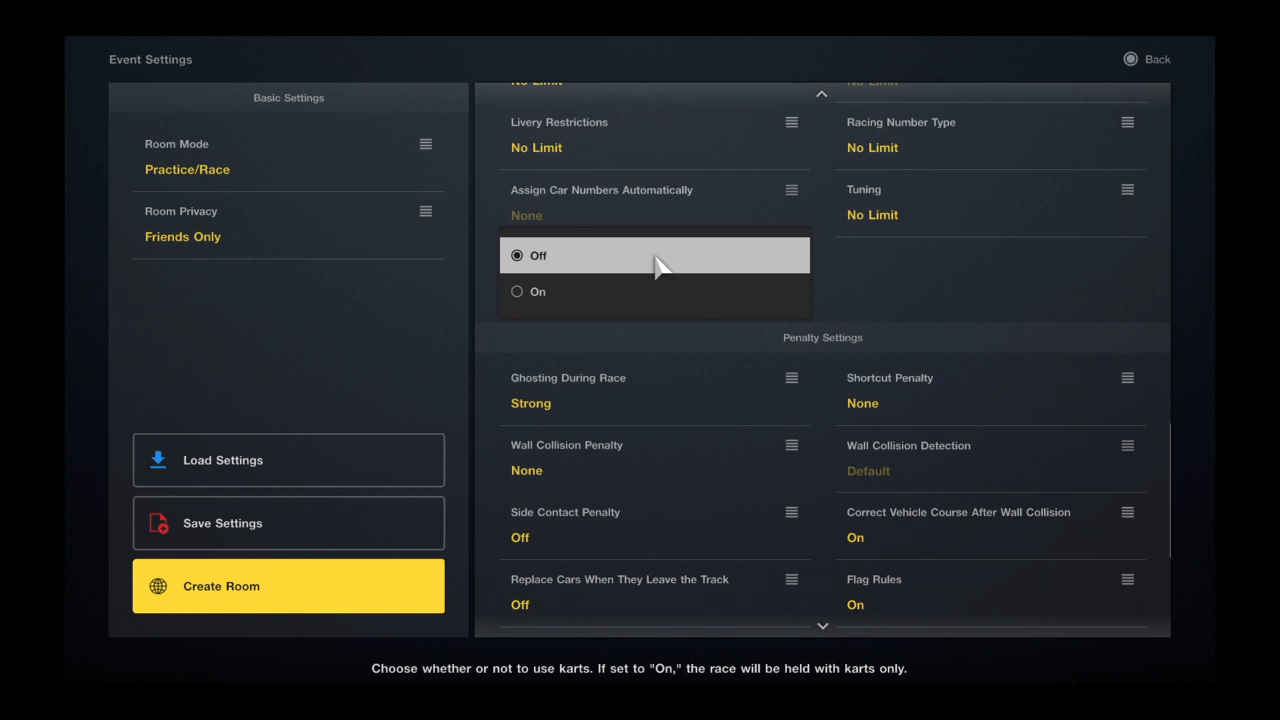 Event Settings
Back
Basic Settings
Room Mode
Practice/Race
Room Privacy
Friends Only
Load Settings
Save Settings
Create Room
No Limit
No Limit
Livery Restrictions
No Limit
Racing Number Type
No Limit
Assign Car Numbers Automatically
None
Tuning
No Limit
Off
On
Penalty Settings
Ghosting During Race
Strong
Shortcut Penalty
None
Wall Collision Penalty
None
Wall Collision Detection
Default
Side Contact Penalty
Off
Correct Vehicle Course After Wall Collision
On
Replace Cars When They Leave the Track
Off
Flag Rules
On
Choose whether or not to use karts. If set to "On," the race will be held with karts only.